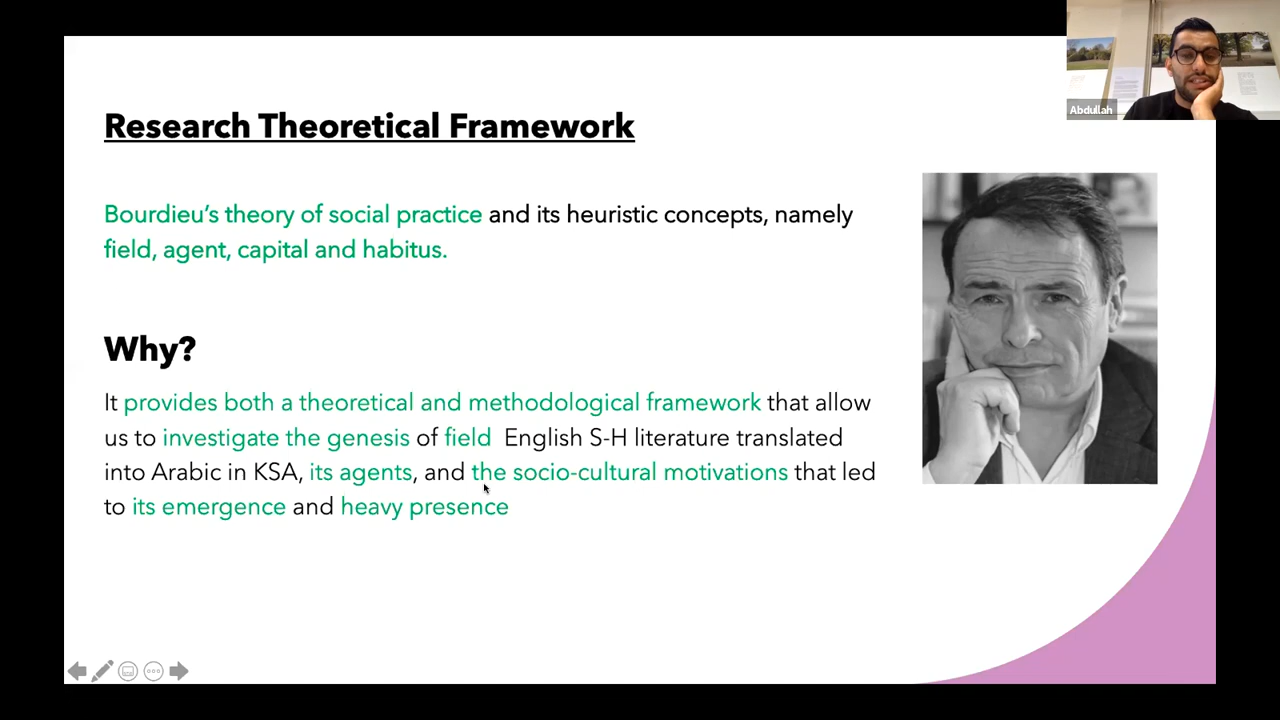 Research Theoretical Framework
Bourdieu's theory of social practice and its heuristic concepts, namely
field, agent, capital and habitus.
Why?
It provides both a theoretical and methodological framework that allow
us to investigate the genesis of field English S-H literature translated
into Arabic in KSA, its agents, and the socio-cultural motivations that led
to its emergence and heavy presence
Abdullah